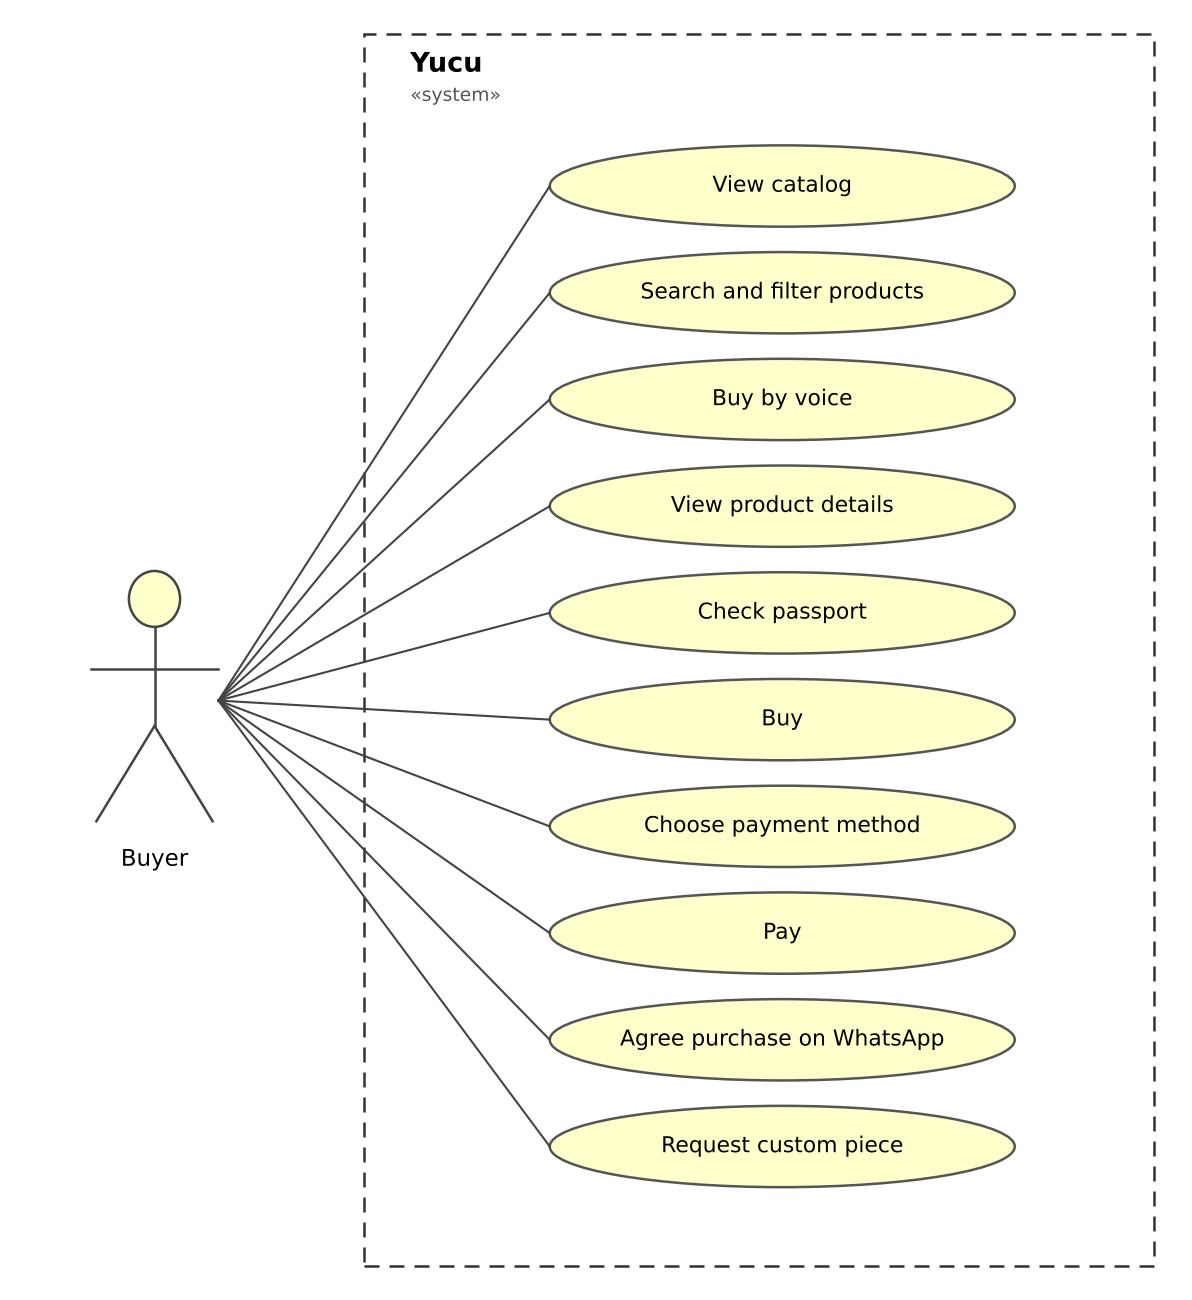 Yucu
«system»
View catalog
Search and filter products
Buy by voice
View product details
Check passport
Buy
Choose payment method
Pay
Agree purchase on WhatsApp
Request custom piece
Buyer